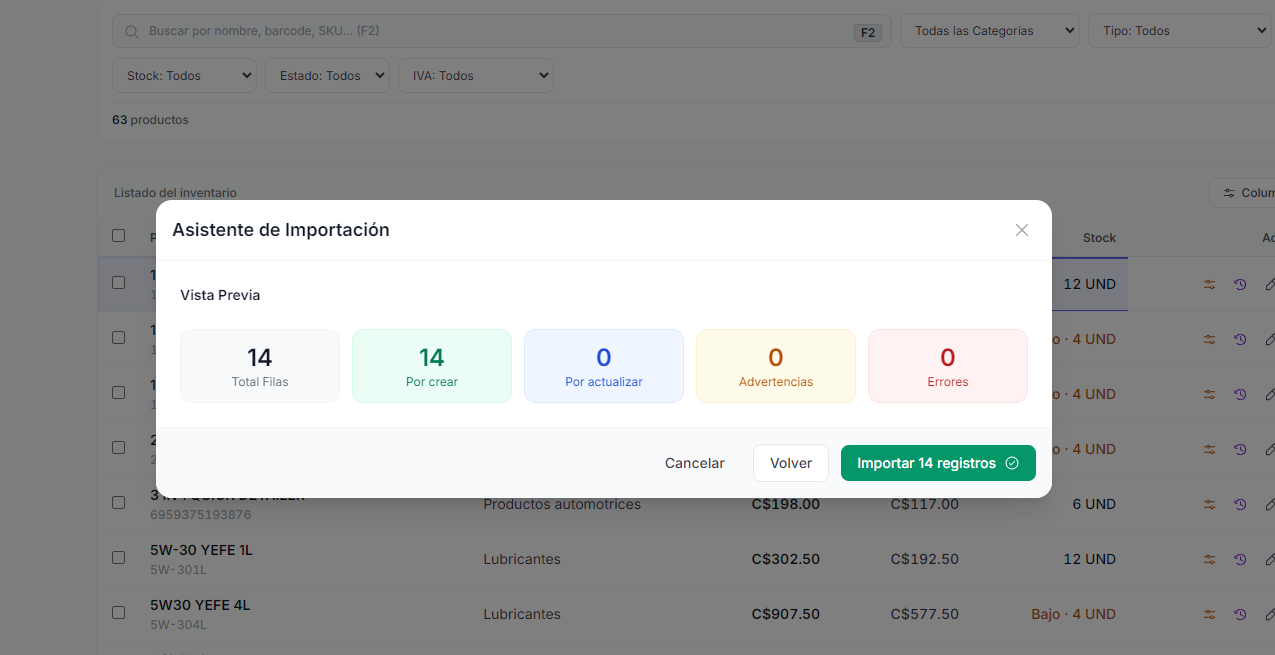 Buscar por nombre, barcode, SKU... (F2) F2 Todas las Categorías Tipo: Todos
Stock: Todos Estado: Todos IVA: Todos
63 productos
Listado del inventario
Asistente de Importación
Stock
Vista Previa
12 UND
14 14 0 0 0
Total Filas Por crear Por actualizar Advertencias Errores
· 4 UND
· 4 UND
· 4 UND
Cancelar Volver Importar 14 registros
Productos automotrices C$198.00 C$117.00 6 UND
6959375193876
5W-30 YEFE 1L Lubricantes C$302.50 C$192.50 12 UND
5W-301L
5W30 YEFE 4L Lubricantes C$907.50 C$577.50 Bajo · 4 UND
5W-304L